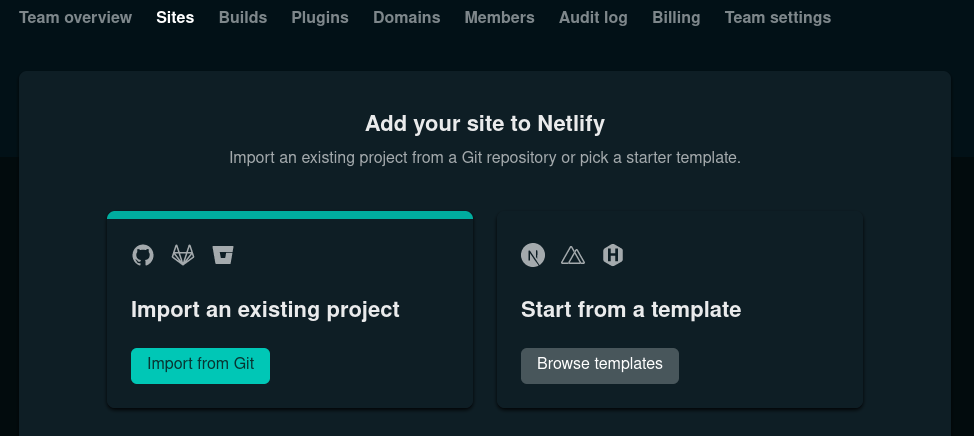 Team overview Sites Builds Plugins Domains Members Audit log Billing Team settings
Add your site to Netlify
Import an existing project from a Git repository or pick a starter template.
Import an existing project
Import from Git
Start from a template
Browse templates